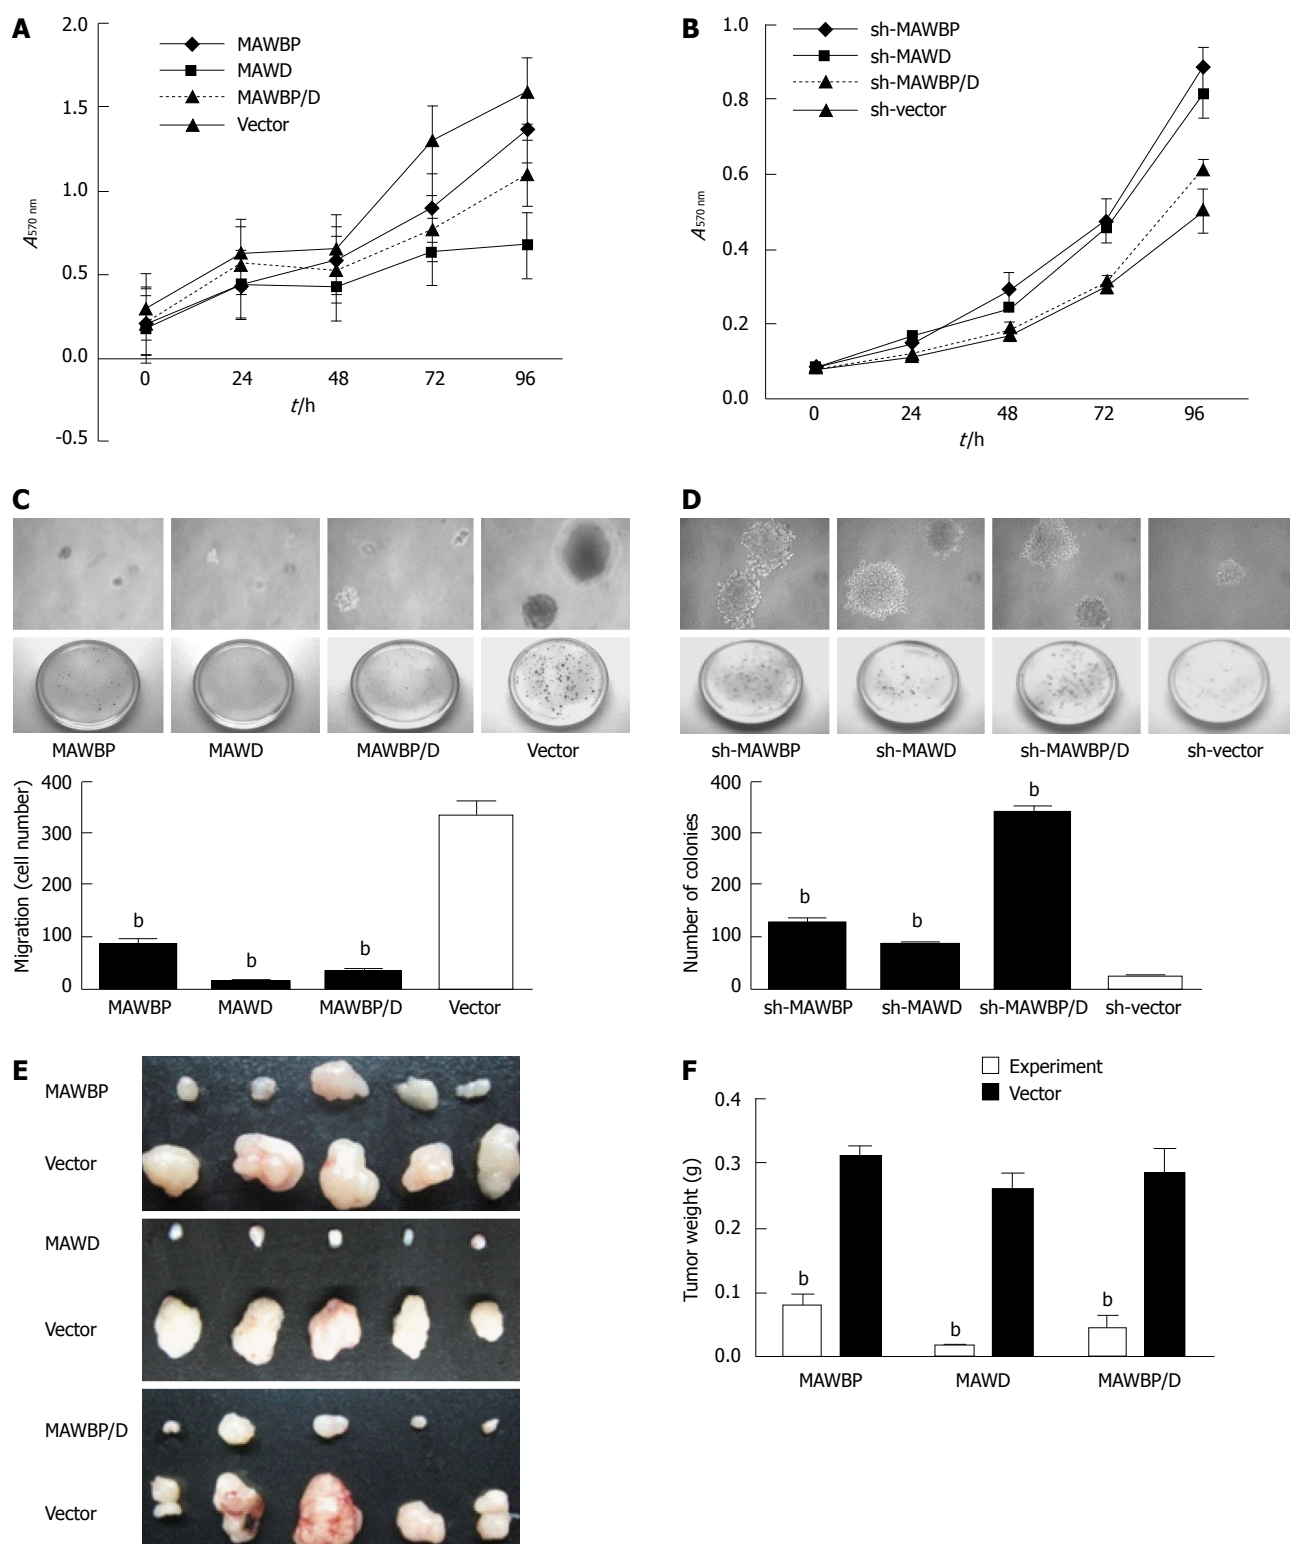 A
2.0
1.5
1.0
0.5
0.0
-0.5
A570 nm
MAWBP
MAWD
MAWBP/D
Vector
0 24 48 72 96
t/h
B
1.0
0.8
0.6
0.4
0.2
0.0
A570 nm
sh-MAWBP
sh-MAWD
sh-MAWBP/D
sh-vector
0 24 48 72 96
t/h
C
MAWBP MAWD MAWBP/D Vector
Migration (cell number)
400
300
200
100
0
b b b
MAWBP MAWD MAWBP/D Vector
D
sh-MAWBP sh-MAWD sh-MAWBP/D sh-vector
Number of colonies
400
300
200
100
0
b b b
sh-MAWBP sh-MAWD sh-MAWBP/D sh-vector
E
MAWBP
Vector
MAWD
Vector
MAWBP/D
Vector
F
Experiment
Vector
Tumor weight (g)
0.4
0.3
0.2
0.1
0.0
b b b
MAWBP MAWD MAWBP/D